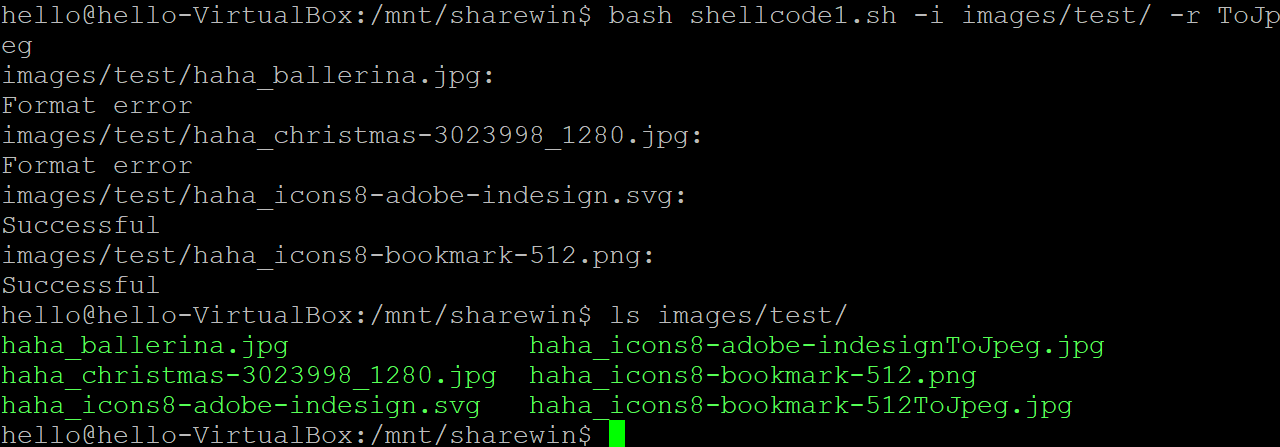 hello@hello-VirtualBox:/mnt/sharewin$ bash shellcode1.sh -i images/test/ -r ToJp
eg
images/test/haha_ballerina.jpg:
Format error
images/test/haha_christmas-3023998_1280.jpg:
Format error
images/test/haha_icons8-adobe-indesign.svg:
Successful
images/test/haha_icons8-bookmark-512.png:
Successful
hello@hello-VirtualBox:/mnt/sharewin$ ls images/test/
haha_ballerina.jpg haha_icons8-adobe-indesignToJpeg.jpg
haha_christmas-3023998_1280.jpg haha_icons8-bookmark-512.png
haha_icons8-adobe-indesign.svg haha_icons8-bookmark-512ToJpeg.jpg
hello@hello-VirtualBox:/mnt/sharewin$